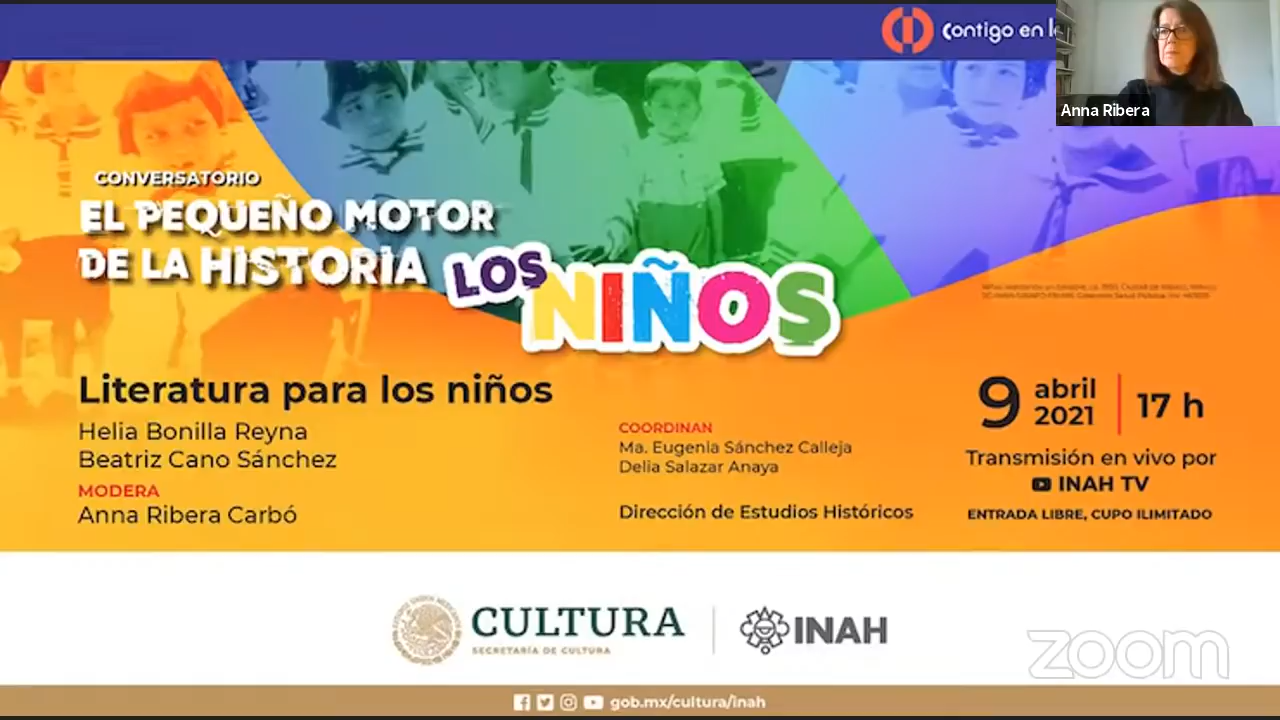 Contigo en l
Anna Ribera
CONVERSATORIO
EL PEQUEÑO MOTOR
DE LA HISTORIA
LOS
NIÑOS
Literatura para los niños
Helia Bonilla Reyna
Beatriz Cano Sánchez
MODERA
Anna Ribera Carbó
COORDINAN
Ma. Eugenia Sánchez Calleja
Delia Salazar Anaya
Dirección de Estudios Históricos
9 abril 2021 17 h
Transmisión en vivo por
INAH TV
ENTRADA LIBRE, CUPO ILIMITADO
CULTURA
SECRETARÍA DE CULTURA
INAH
zoom
gob.mx/cultura/inah